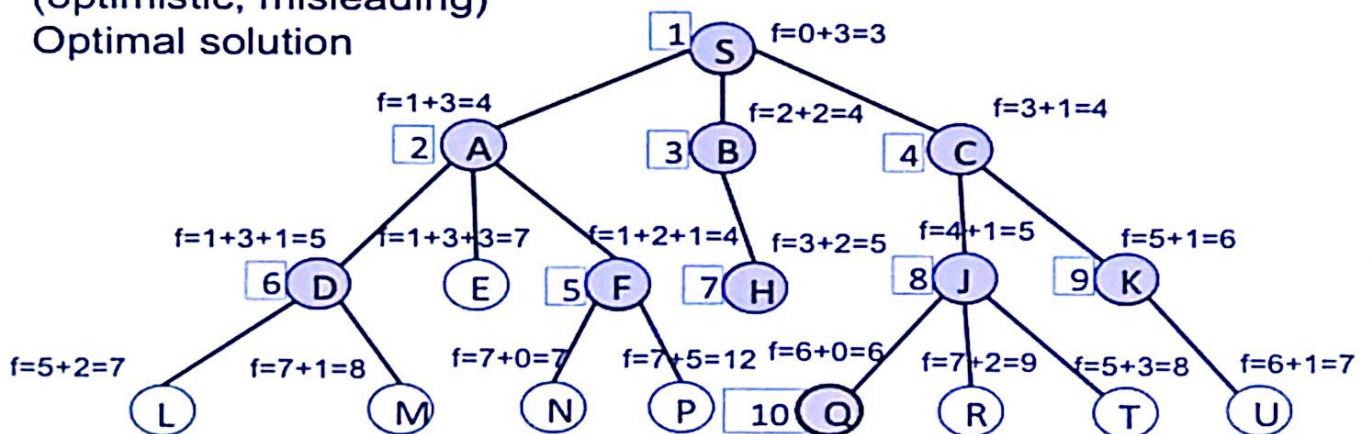 (optimistic, misleading)
Optimal solution
1 S f=0+3=3
f=1+3=4 f=2+2=4 f=3+1=4
2 A 3 B 4 C
f=1+3+1=5 f=1+3+3=7 f=1+2+1=4 f=3+2=5 f=4+1=5 f=5+1=6
6 D E 5 F 7 H 8 J 9 K
f=5+2=7 f=7+1=8 f=7+0=7 f=7+5=12 f=6+0=6 f=7+2=9 f=5+3=8 f=6+1=7
L M N P 10 Q R T U